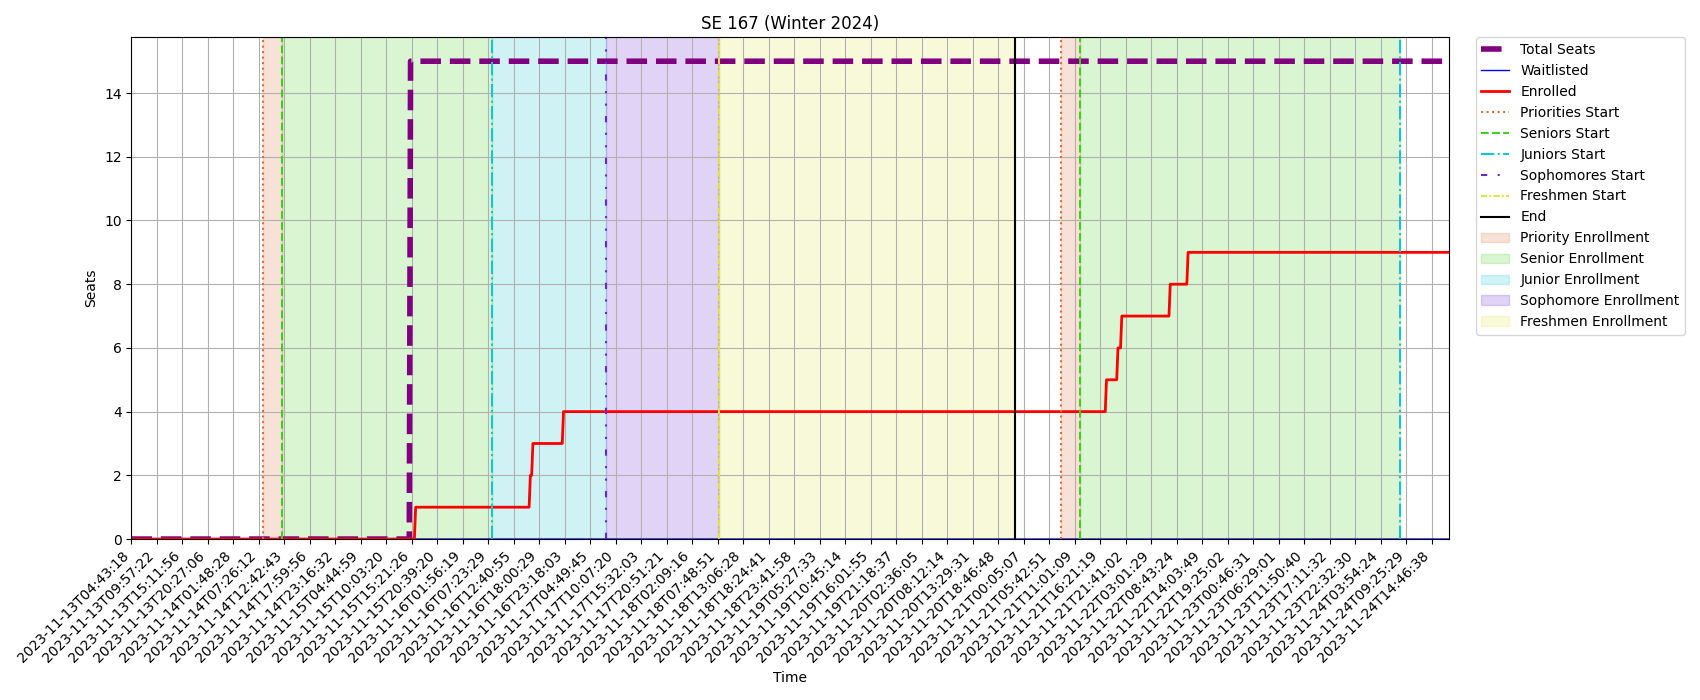 SE 167 (Winter 2024)
Seats
14
12
10
8
6
4
2
0
2023-11-13T04:43:18
2023-11-13T09:57:22
2023-11-13T15:11:56
2023-11-13T20:27:06
2023-11-14T01:48:28
2023-11-14T07:26:12
2023-11-14T12:42:43
2023-11-14T17:59:56
2023-11-14T23:16:32
2023-11-15T04:44:59
2023-11-15T10:03:20
2023-11-15T15:21:26
2023-11-15T20:39:20
2023-11-16T01:56:19
2023-11-16T07:23:29
2023-11-16T12:40:55
2023-11-16T18:00:29
2023-11-16T23:18:03
2023-11-17T04:49:45
2023-11-17T10:07:20
2023-11-17T15:32:03
2023-11-17T20:51:21
2023-11-18T02:09:16
2023-11-18T07:48:51
2023-11-18T13:06:28
2023-11-18T18:24:41
2023-11-18T23:41:58
2023-11-19T05:27:33
2023-11-19T10:45:14
2023-11-19T16:01:55
2023-11-19T21:18:37
2023-11-20T02:36:05
2023-11-20T08:12:14
2023-11-20T13:29:31
2023-11-20T18:46:48
2023-11-21T00:05:07
2023-11-21T05:42:51
2023-11-21T11:01:09
2023-11-21T16:21:19
2023-11-21T21:41:02
2023-11-22T03:01:29
2023-11-22T08:43:24
2023-11-22T14:03:49
2023-11-22T19:25:02
2023-11-23T00:46:31
2023-11-23T06:29:01
2023-11-23T11:50:40
2023-11-23T17:11:32
2023-11-23T22:32:30
2023-11-24T03:54:24
2023-11-24T09:25:29
2023-11-24T14:46:38
Time
Total Seats
Waitlisted
Enrolled
Priorities Start
Seniors Start
Juniors Start
Sophomores Start
Freshmen Start
End
Priority Enrollment
Senior Enrollment
Junior Enrollment
Sophomore Enrollment
Freshmen Enrollment